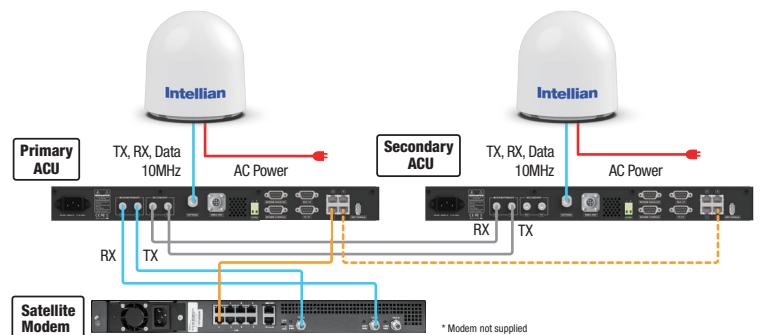 Intellian
Intellian
Primary
ACU
TX, RX, Data
10MHz
AC Power
Secondary
ACU
TX, RX, Data
10MHz
AC Power
RX
TX
RX
TX
Satellite
Modem
* Modem not supplied